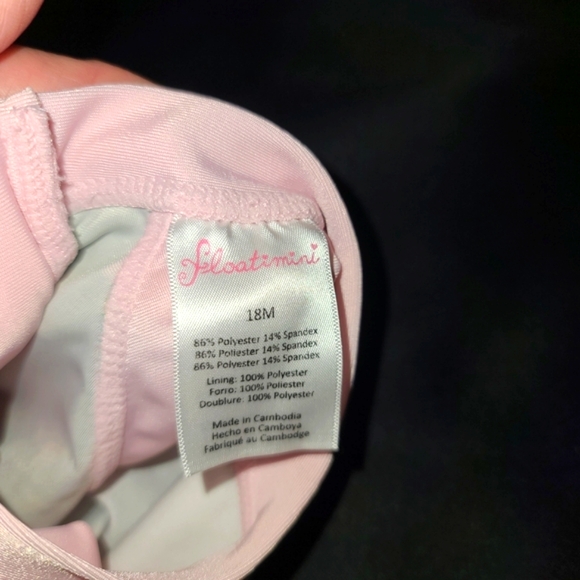 floatimini
18M
86% Polyester 14% Spandex
86% Poliester 14% Spandex
86% Polyester 14% Spandex
Lining: 100% Polyester
Forro: 100% Poliester
Doublure: 100% Polyester
Made in Cambodia
Hecho en Camboya
Fabriqué au Cambodge